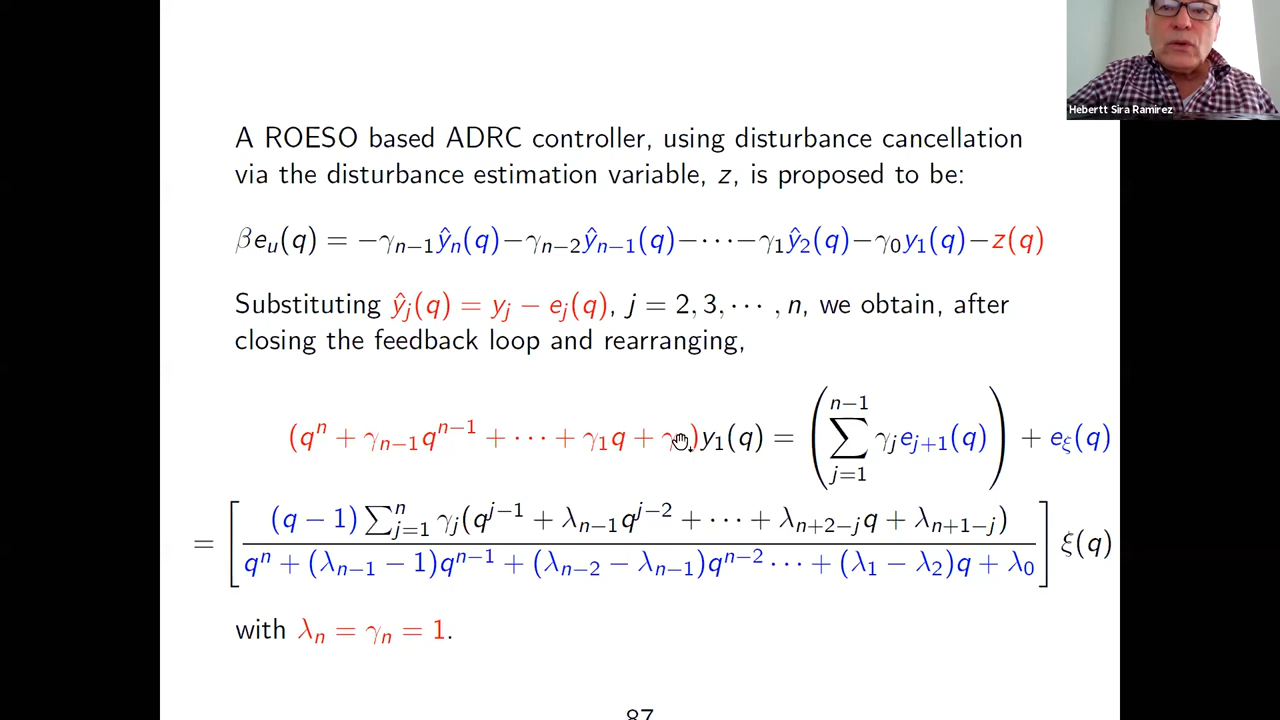 Hebertt Sira Ramirez
A ROESO based ADRC controller, using disturbance cancellation
via the disturbance estimation variable, z, is proposed to be:
βe_u(q) = −γ_{n−1}ŷ_n(q)−γ_{n−2}ŷ_{n−1}(q)−⋯−γ_1ŷ_2(q)−γ_0y_1(q)−z(q)
Substituting ŷ_j(q) = y_j − e_j(q), j = 2, 3, ⋯ , n, we obtain, after
closing the feedback loop and rearranging,
(q^n + γ_{n−1}q^{n−1} + ⋯ + γ_1q + γ)y_1(q) = (∑_{j=1}^{n−1} γ_je_{j+1}(q)) + e_ξ(q)
= [(q−1) ∑_{j=1}^{n} γ_j(q^{j−1} + λ_{n−1}q^{j−2} + ⋯ + λ_{n+2−j}q + λ_{n+1−j}) / q^n + (λ_{n−1} − 1)q^{n−1} + (λ_{n−2} − λ_{n−1})q^{n−2} ⋯ + (λ_1 − λ_2)q + λ_0] ξ(q)
with λ_n = γ_n = 1.
87